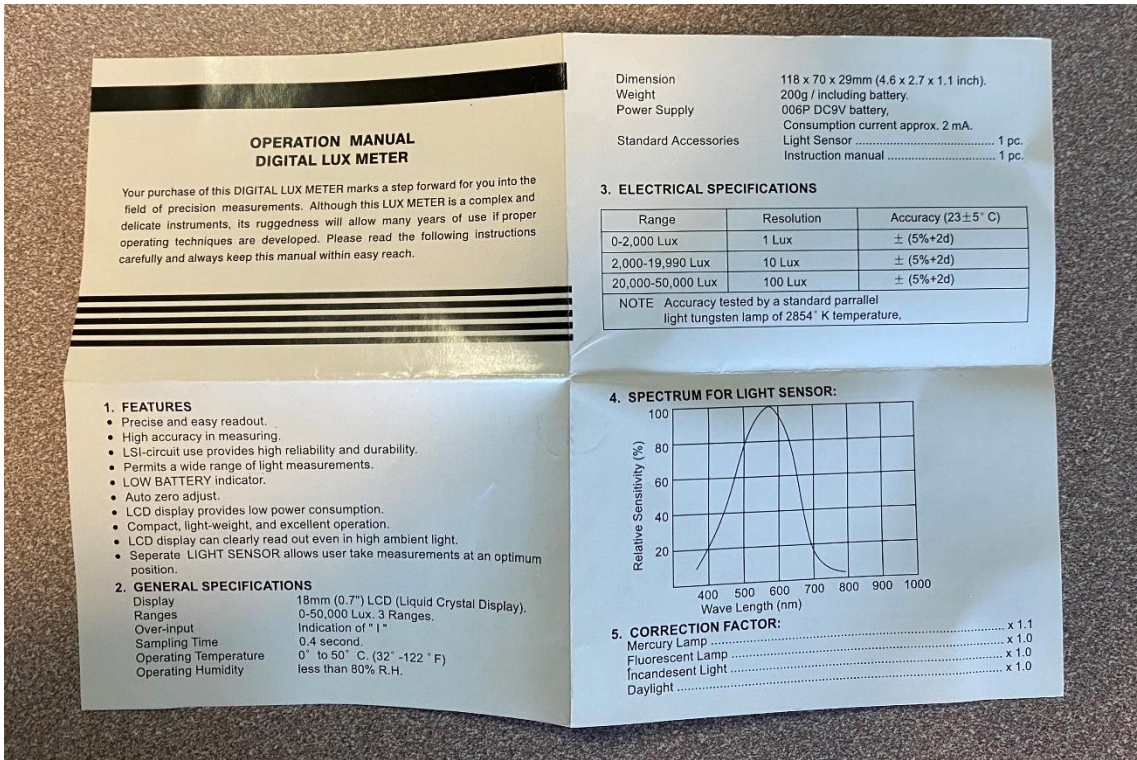 OPERATION MANUAL
DIGITAL LUX METER
Your purchase of this DIGITAL LUX METER marks a step forward for you into the
field of precision measurements. Although this LUX METER is a complex and
delicate instruments, its ruggedness will allow many years of use if proper
operating techniques are developed. Please read the following instructions
carefully and always keep this manual within easy reach.
1. FEATURES
• Precise and easy readout.
• High accuracy in measuring.
• LSI-circuit use provides high reliability and durability.
• Permits a wide range of light measurements.
• LOW BATTERY indicator.
• Auto zero adjust.
• LCD display provides low power consumption.
• Compact, light-weight, and excellent operation.
• LCD display can clearly read out even in high ambient light.
• Seperate LIGHT SENSOR allows user take measurements at an optimum
position.
2. GENERAL SPECIFICATIONS
Display 18mm (0.7") LCD (Liquid Crystal Display).
Ranges 0-50,000 Lux. 3 Ranges.
Over-input Indication of " I "
Sampling Time 0.4 second.
Operating Temperature 0° to 50° C. (32° -122 ° F)
Operating Humidity less than 80% R.H.
Dimension 118 x 70 x 29mm (4.6 x 2.7 x 1.1 inch).
Weight 200g / including battery.
Power Supply 006P DC9V battery,
Consumption current approx. 2 mA.
Standard Accessories Light Sensor ........................................ 1 pc.
Instruction manual ............................... 1 pc.
3. ELECTRICAL SPECIFICATIONS
Range Resolution Accuracy (23±5° C)
0-2,000 Lux 1 Lux ± (5%+2d)
2,000-19,990 Lux 10 Lux ± (5%+2d)
20,000-50,000 Lux 100 Lux ± (5%+2d)
NOTE Accuracy tested by a standard parrallel
light tungsten lamp of 2854° K temperature,
4. SPECTRUM FOR LIGHT SENSOR:
Relative Sensitivity (%)
100
80
60
40
20
400 500 600 700 800 900 1000
Wave Length (nm)
5. CORRECTION FACTOR:
Mercury Lamp ........................................ x 1.1
Fluorescent Lamp ........................................ x 1.0
Incandesent Light ........................................ x 1.0
Daylight ........................................ x 1.0